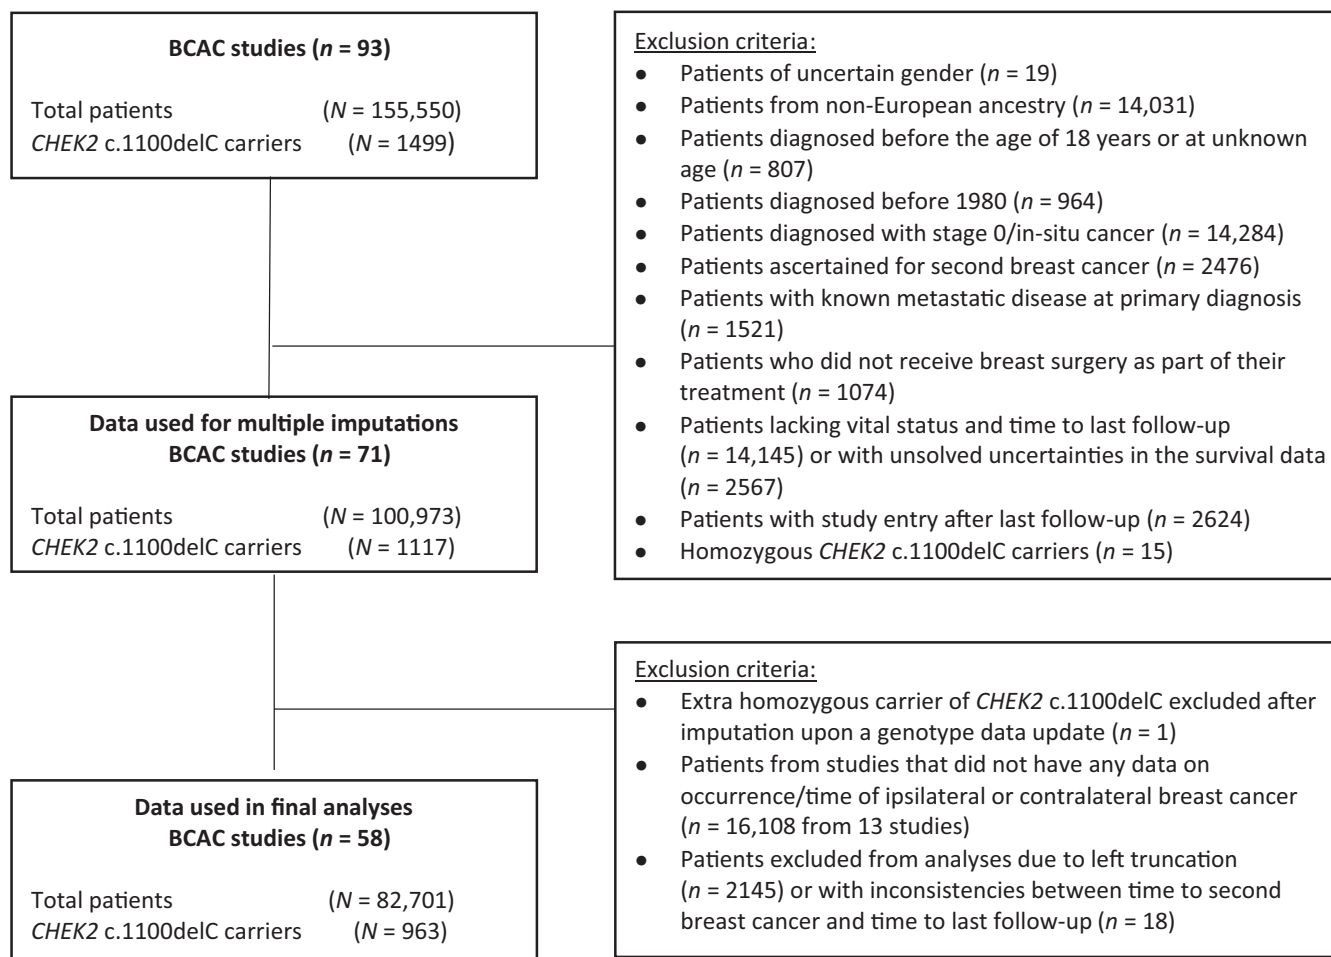 BCAC studies (n = 93)
Total patients (N = 155,550)
CHEK2 c.1100delC carriers (N = 1499)
Exclusion criteria:
● Patients of uncertain gender (n = 19)
● Patients from non-European ancestry (n = 14,031)
● Patients diagnosed before the age of 18 years or at unknown
age (n = 807)
● Patients diagnosed before 1980 (n = 964)
● Patients diagnosed with stage 0/in-situ cancer (n = 14,284)
● Patients ascertained for second breast cancer (n = 2476)
● Patients with known metastatic disease at primary diagnosis
(n = 1521)
● Patients who did not receive breast surgery as part of their
treatment (n = 1074)
● Patients lacking vital status and time to last follow-up
(n = 14,145) or with unsolved uncertainties in the survival data
(n = 2567)
● Patients with study entry after last follow-up (n = 2624)
● Homozygous CHEK2 c.1100delC carriers (n = 15)
Data used for multiple imputations
BCAC studies (n = 71)
Total patients (N = 100,973)
CHEK2 c.1100delC carriers (N = 1117)
Exclusion criteria:
● Extra homozygous carrier of CHEK2 c.1100delC excluded after
imputation upon a genotype data update (n = 1)
● Patients from studies that did not have any data on
occurrence/time of ipsilateral or contralateral breast cancer
(n = 16,108 from 13 studies)
● Patients excluded from analyses due to left truncation
(n = 2145) or with inconsistencies between time to second
breast cancer and time to last follow-up (n = 18)
Data used in final analyses
BCAC studies (n = 58)
Total patients (N = 82,701)
CHEK2 c.1100delC carriers (N = 963)